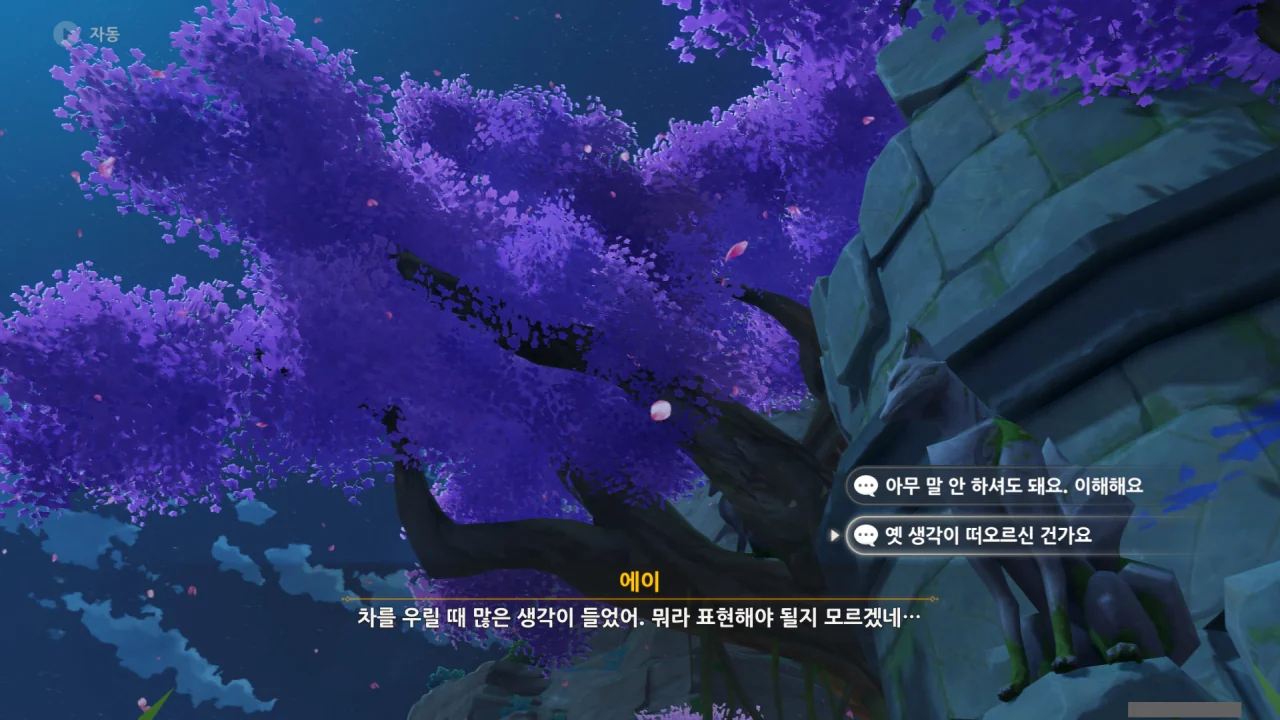 자동
아무 말 안 하셔도 돼요. 이해해요
옛 생각이 떠오르신 건가요
에이
차를 우릴 때 많은 생각이 들었어. 뭐라 표현해야 될지 모르겠네…